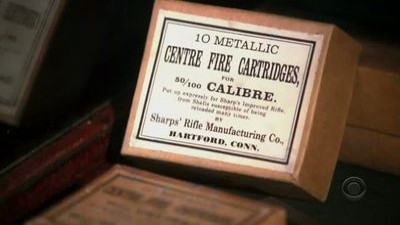 10 METALLIC
CENTRE FIRE CARTRIDGES,
FOR
50/100 CALIBRE.
Put up expressly for Sharp's Improved Rifle,
from Shells susceptible of being
reloaded many times.
BY
Sharps' Rifle Manufacturing Co.,
HARTFORD, CONN.